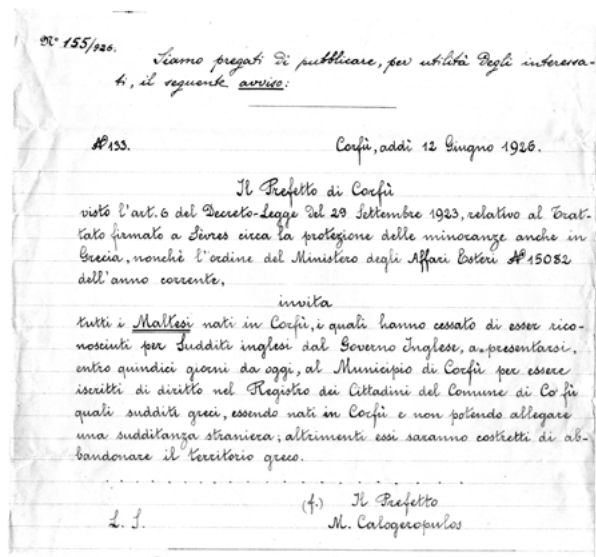 Nº 155/926.
Siamo pregati di pubblicare, per utilità degli interessa-
ti, il seguente avviso:
Nº 133.
Corfù, addì 12 Giugno 1926.
Il Prefetto di Corfù
visto l'art. 6 del Decreto-Legge del 29 Settembre 1923, relativo al Trat-
tato firmato a Sèvres circa la protezione delle minoranze anche in
Grecia, nonchè l'ordine del Ministero degli Affari Esteri Nº 15082
dell'anno corrente,
invita
tutti i Maltesi nati in Corfù, i quali hanno cessato di esser rico-
nosciuti per Sudditi inglesi dal Governo Inglese, a presentarsi,
entro quindici giorni da oggi, al Municipio di Corfù per essere
iscritti di diritto nel Registro dei Cittadini del Comune di Co fù
quali sudditi greci, essendo nati in Corfù e non potendo allegare
una sudditanza straniera; altrimenti essi saranno costretti di ab-
bandonare il territorio greco.
. . . . . . . . . . . . . . . . . . . .
(f.) Il Prefetto
L. S. M. Calogeropulos